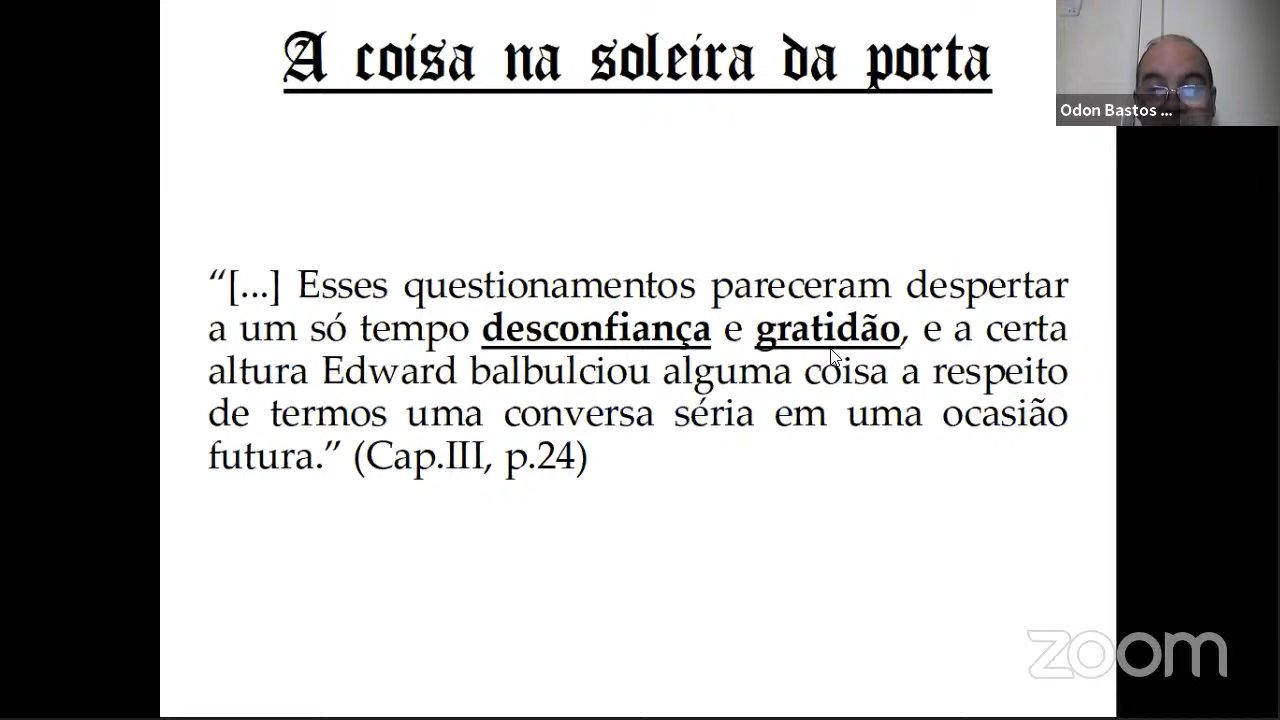 A coisa na soleira da porta
Odon Bastos ...
“[...] Esses questionamentos pareceram despertar
a um só tempo desconfiança e gratidão, e a certa
altura Edward balbulciou alguma coisa a respeito
de termos uma conversa séria em uma ocasião
futura.” (Cap.III, p.24)
zoom